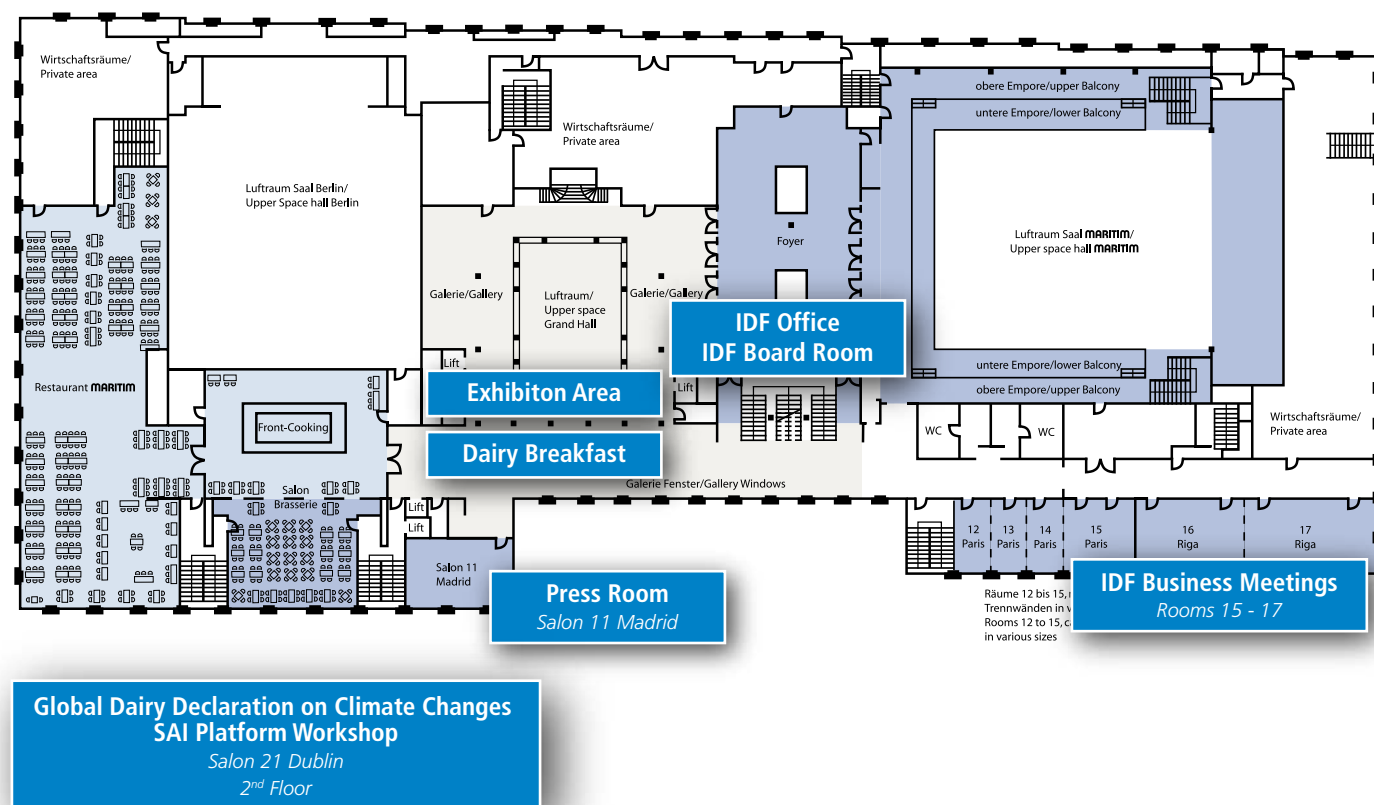 Wirtschaftsräume/
Private area
obere Empore/upper Balcony
untere Empore/lower Balcony
Wirtschaftsräume/
Private area
Luftraum Saal Berlin/
Upper Space hall Berlin
Foyer
Luftraum Saal MARITIM/
Upper space hall MARITIM
Galerie/Gallery
Luftraum/
Upper space
Grand Hall
Galerie/Gallery
IDF Office
IDF Board Room
Lift
Lift
untere Empore/lower Balcony
obere Empore/upper Balcony
Restaurant MARITIM
Exhibiton Area
Front-Cooking
Dairy Breakfast
WC
WC
Wirtschaftsräume/
Private area
Galerie Fenster/Gallery Windows
Salon
Brasserie
Lift
Lift
12
Paris
13
Paris
14
Paris
15
Paris
16
Riga
17
Riga
Salon 11
Madrid
Press Room
Salon 11 Madrid
IDF Business Meetings
Rooms 15 - 17
Räume 12 bis 15,
Trennwänden in
Rooms 12 to 15,
in various sizes
Global Dairy Declaration on Climate Changes
SAI Platform Workshop
Salon 21 Dublin
2nd Floor